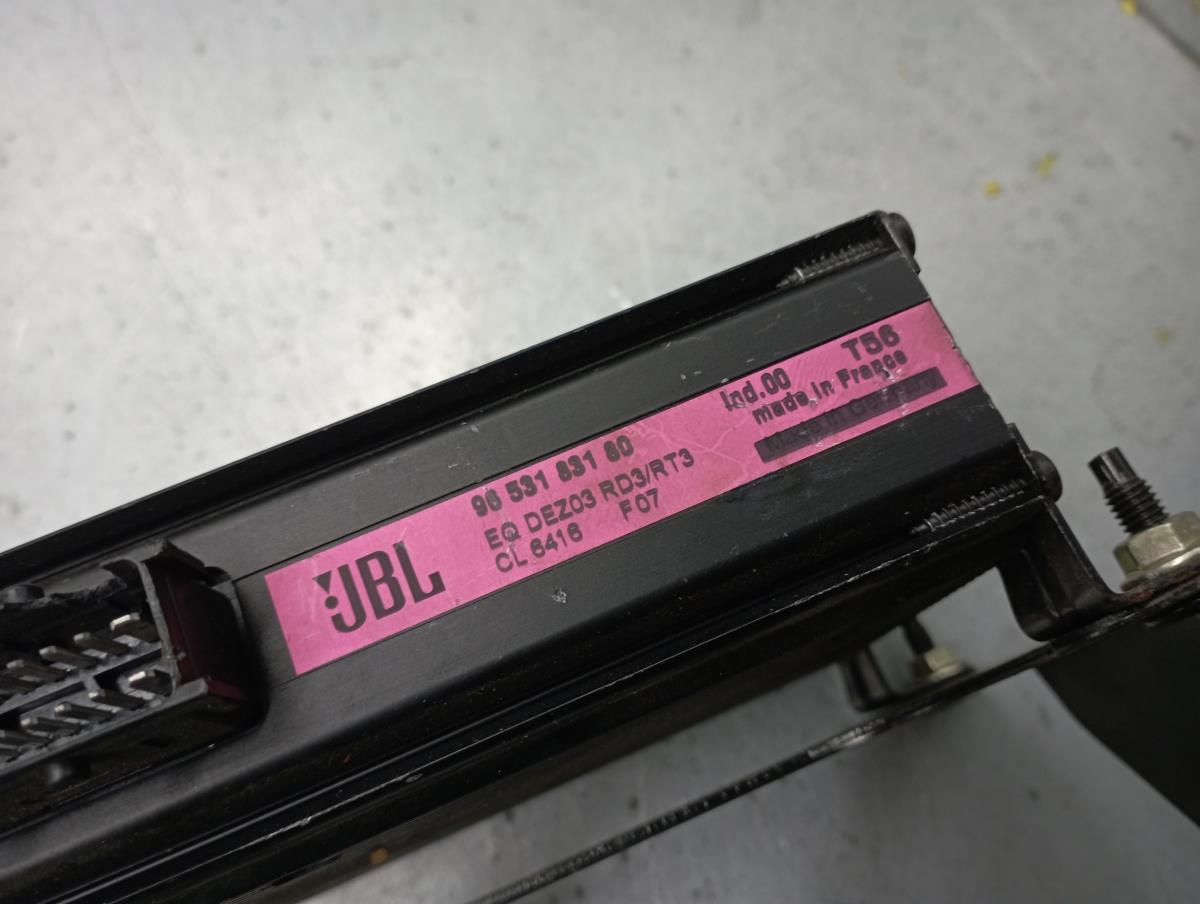 JBL
96 531 831 80
EQ DEZ03 RD3/RT3
CL 6416 F07
Ind.00 T56
made in France
Made in Germany